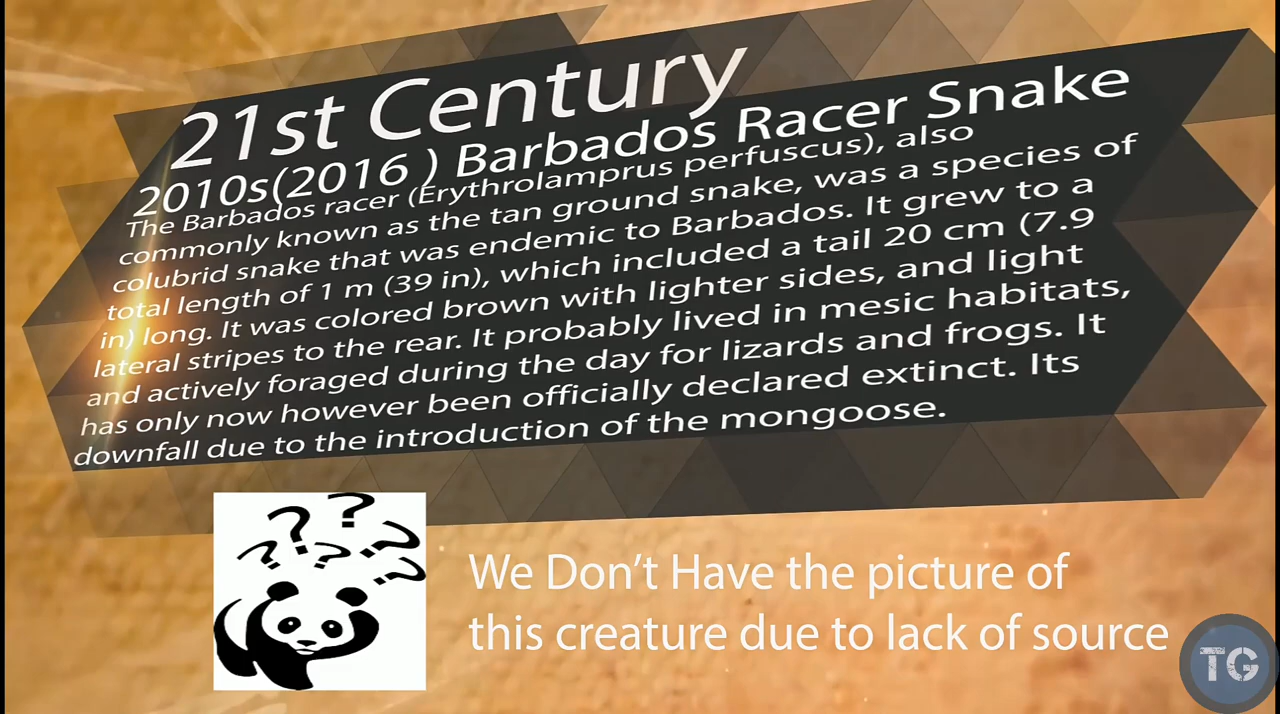 21st Century
2010s(2016 ) Barbados Racer Snake
The Barbados racer (Erythrolamprus perfuscus), also
commonly known as the tan ground snake, was a species of
colubrid snake that was endemic to Barbados. It grew to a
total length of 1 m (39 in), which included a tail 20 cm (7.9
in) long. It was colored brown with lighter sides, and light
lateral stripes to the rear. It probably lived in mesic habitats,
and actively foraged during the day for lizards and frogs. It
has only now however been officially declared extinct. Its
downfall due to the introduction of the mongoose.
? ? ? ? ? ?
We Don't Have the picture of
this creature due to lack of source
TG